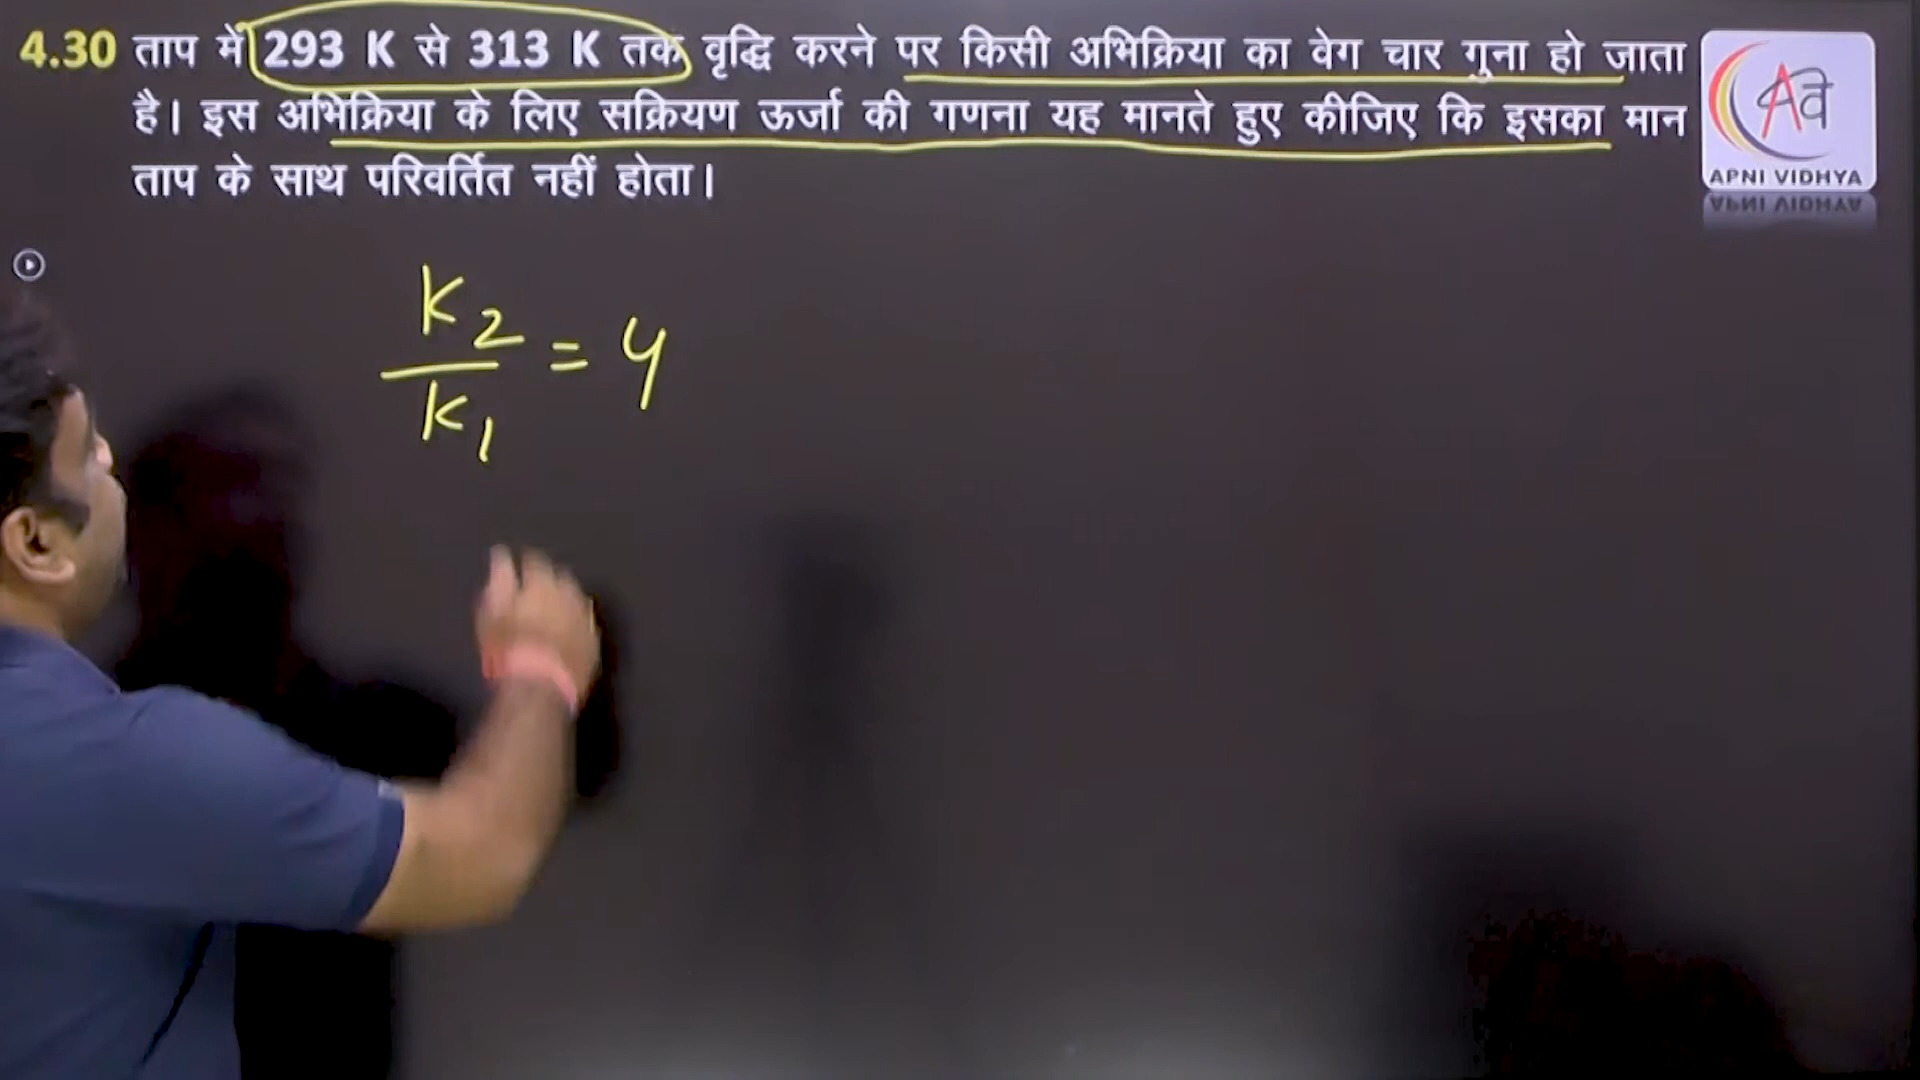 4.30 ताप में 293 K से 313 K तक वृद्धि करने पर किसी अभिक्रिया का वेग चार गुना हो जाता
है। इस अभिक्रिया के लिए सक्रियण ऊर्जा की गणना यह मानते हुए कीजिए कि इसका मान
ताप के साथ परिवर्तित नहीं होता।
Aवि
APNI VIDHYA
K2
K1
= 4